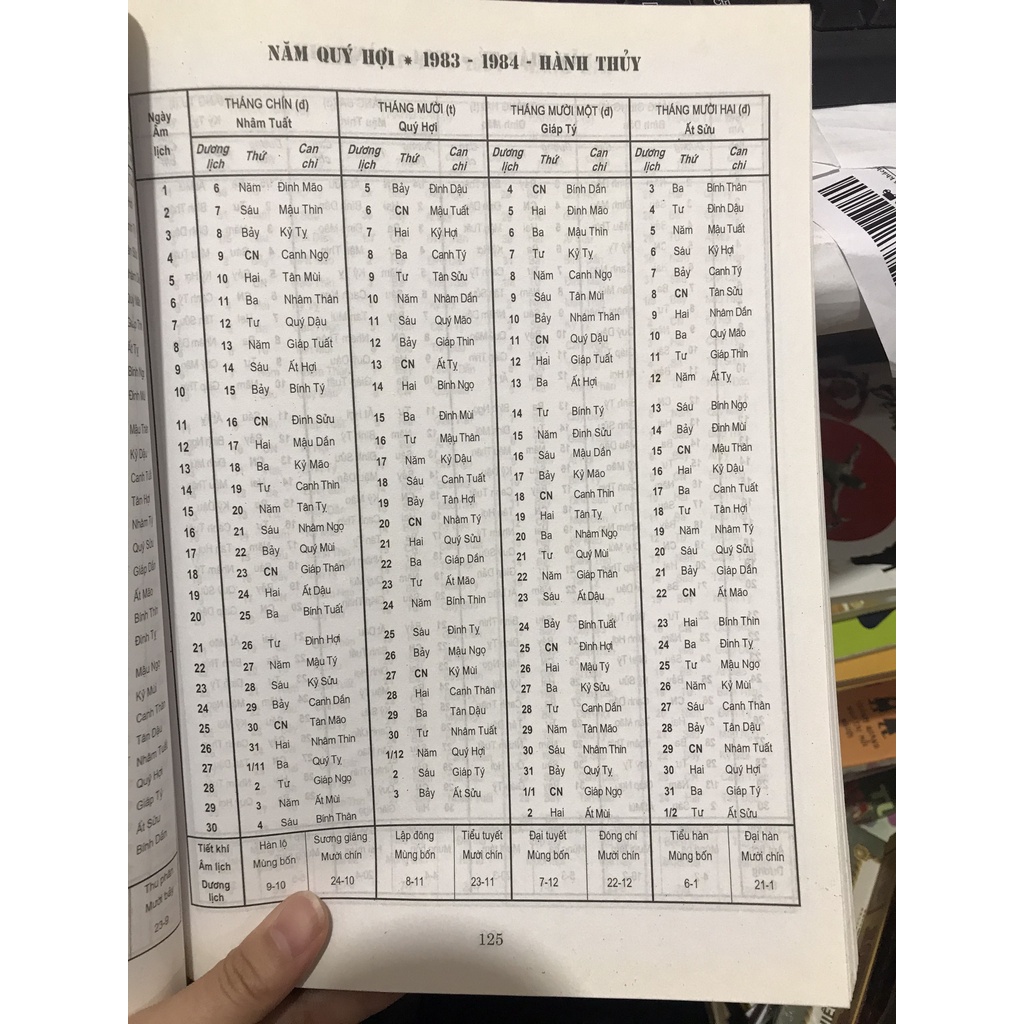 NĂM QUÝ HỢI * 1983 - 1984 - HÀNH THỦY
Ngày Âm lịch THÁNG CHÍN (đ) Nhâm Tuất THÁNG MƯỜI (t) Quý Hợi THÁNG MƯỜI MỘT (đ) Giáp Tý THÁNG MƯỜI HAI (đ) Ất Sửu
Dương lịch Thứ Can chi Dương lịch Thứ Can chi Dương lịch Thứ Can chi Dương lịch Thứ Can chi
1 6 Năm Đinh Mão 5 Bảy Đinh Dậu 4 CN Bính Dần 3 Ba Bính Thân
2 7 Sáu Mậu Thìn 6 CN Mậu Tuất 5 Hai Đinh Mão 4 Tư Đinh Dậu
3 8 Bảy Kỷ Tỵ 7 Hai Kỷ Hợi 6 Ba Mậu Thìn 5 Năm Mậu Tuất
4 9 CN Canh Ngọ 8 Ba Canh Tý 7 Tư Kỷ Tỵ 6 Sáu Kỷ Hợi
5 10 Hai Tân Mùi 9 Tư Tân Sửu 8 Năm Canh Ngọ 7 Bảy Canh Tý
6 11 Ba Nhâm Thân 10 Năm Nhâm Dần 9 Sáu Tân Mùi 8 CN Tân Sửu
7 12 Tư Quý Dậu 11 Sáu Quý Mão 10 Bảy Nhâm Thân 9 Hai Nhâm Dần
8 13 Năm Giáp Tuất 12 Bảy Giáp Thìn 11 CN Quý Dậu 10 Ba Quý Mão
9 14 Sáu Ất Hợi 13 CN Ất Tỵ 12 Hai Giáp Tuất 11 Tư Giáp Thìn
10 15 Bảy Bính Tý 14 Hai Bính Ngọ 13 Ba Ất Hợi 12 Năm Ất Tỵ
11 16 CN Đinh Sửu 15 Ba Đinh Mùi 14 Tư Bính Tý 13 Sáu Bính Ngọ
12 17 Hai Mậu Dần 16 Tư Mậu Thân 15 Năm Đinh Sửu 14 Bảy Đinh Mùi
13 18 Ba Kỷ Mão 17 Năm Kỷ Dậu 16 Sáu Mậu Dần 15 CN Mậu Thân
14 19 Tư Canh Thìn 18 Sáu Canh Tuất 17 Bảy Kỷ Mão 16 Hai Kỷ Dậu
15 20 Năm Tân Tỵ 19 Bảy Tân Hợi 18 CN Canh Thìn 17 Ba Canh Tuất
16 21 Sáu Nhâm Ngọ 20 CN Nhâm Tý 19 Hai Tân Tỵ 18 Tư Tân Hợi
17 22 Bảy Quý Mùi 21 Hai Quý Sửu 20 Ba Nhâm Ngọ 19 Năm Nhâm Tý
18 23 CN Giáp Thân 22 Ba Giáp Dần 21 Tư Quý Mùi 20 Sáu Quý Sửu
19 24 Hai Ất Dậu 23 Tư Ất Mão 22 Năm Giáp Thân 21 Bảy Giáp Dần
20 25 Ba Bính Tuất 24 Năm Bính Thìn 23 Sáu Ất Dậu 22 CN Ất Mão
21 26 Tư Đinh Hợi 25 Sáu Đinh Tỵ 24 Bảy Bính Tuất 23 Hai Bính Thìn
22 27 Năm Mậu Tý 26 Bảy Mậu Ngọ 25 CN Đinh Hợi 24 Ba Đinh Tỵ
23 28 Sáu Kỷ Sửu 27 CN Kỷ Mùi 26 Hai Mậu Tý 25 Tư Mậu Ngọ
24 29 Bảy Canh Dần 28 Hai Canh Thân 27 Ba Kỷ Sửu 26 Năm Kỷ Mùi
25 30 CN Tân Mão 29 Ba Tân Dậu 28 Tư Canh Dần 27 Sáu Canh Thân
26 31 Hai Nhâm Thìn 30 Tư Nhâm Tuất 29 Năm Tân Mão 28 Bảy Tân Dậu
27 1/11 Ba Quý Tỵ 1/12 Năm Quý Hợi 30 Sáu Nhâm Thìn 29 CN Nhâm Tuất
28 2 Tư Giáp Ngọ 2 Sáu Giáp Tý 31 Bảy Quý Tỵ 30 Hai Quý Hợi
29 3 Năm Ất Mùi 3 Bảy Ất Sửu 1/1 CN Giáp Ngọ 31 Ba Giáp Tý
30 4 Sáu Bính Thân 2 Hai Ất Mùi 1/2 Tư Ất Sửu
Tiết khí Hàn lộ Sương giáng Lập đông Tiểu tuyết Đại tuyết Đông chí Tiểu hàn Đại hàn
Âm lịch Mùng bốn Mười chín Mùng bốn Mười chín Mùng bốn Mười chín Mùng bốn Mười chín
Dương lịch 9-10 24-10 8-11 23-11 7-12 22-12 6-1 21-1
125